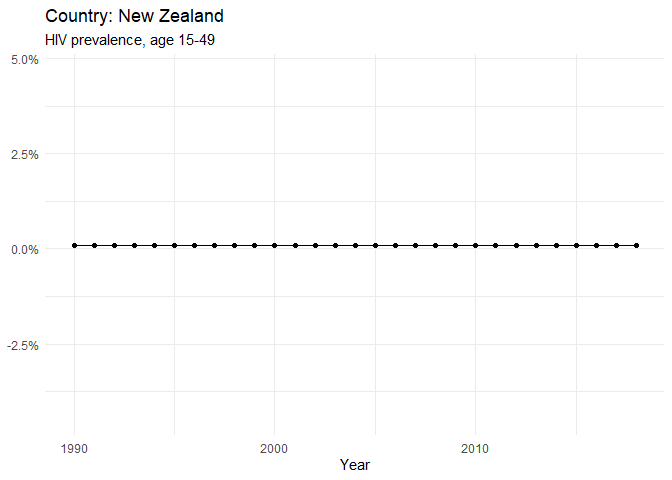 Country: New Zealand
HIV prevalence, age 15-49
5.0%
2.5%
0.0%
-2.5%
1990 2000 2010
Year